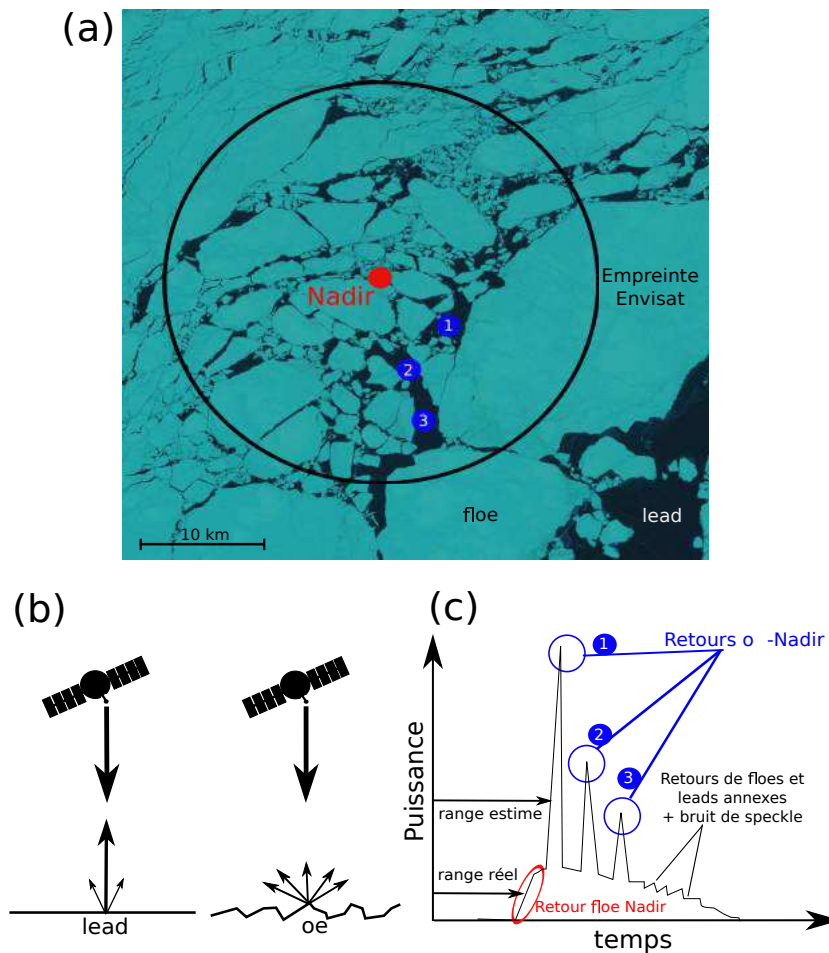 (a)
Nadir
Empreinte
Envisat
1
2
3
10 km
floe
lead
(b)
lead
oe
(c)
Puissance
1
Retours o -Nadir
2
3
Retours de floes et
leads annexes
+ bruit de speckle
range estime
range réel
Retour floe Nadir
temps